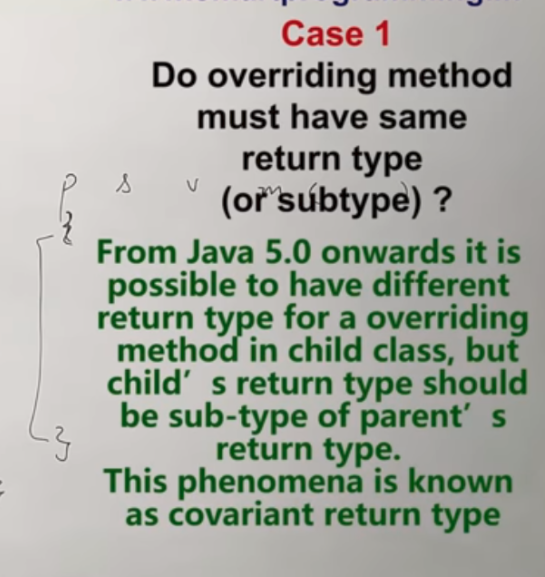 Case 1
Do overriding method
must have same
return type
(or subtype) ?
p s v m ( )
{
From Java 5.0 onwards it is
possible to have different
return type for a overriding
method in child class, but
child's return type should
be sub-type of parent's
return type.
}
This phenomena is known
as covariant return type